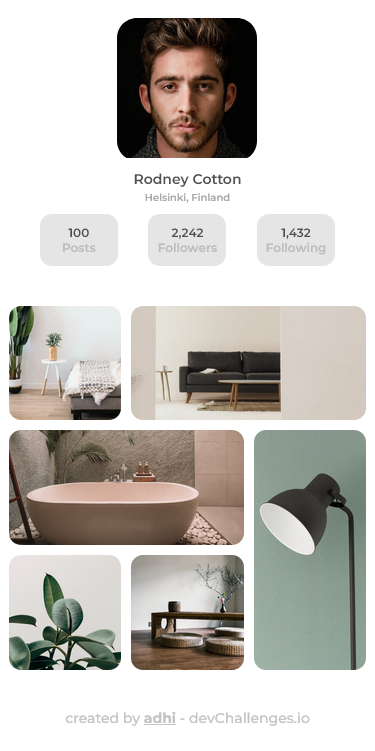 Rodney Cotton
Helsinki, Finland
100 2,242 1,432
Posts Followers Following
created by adhi - devChallenges.io